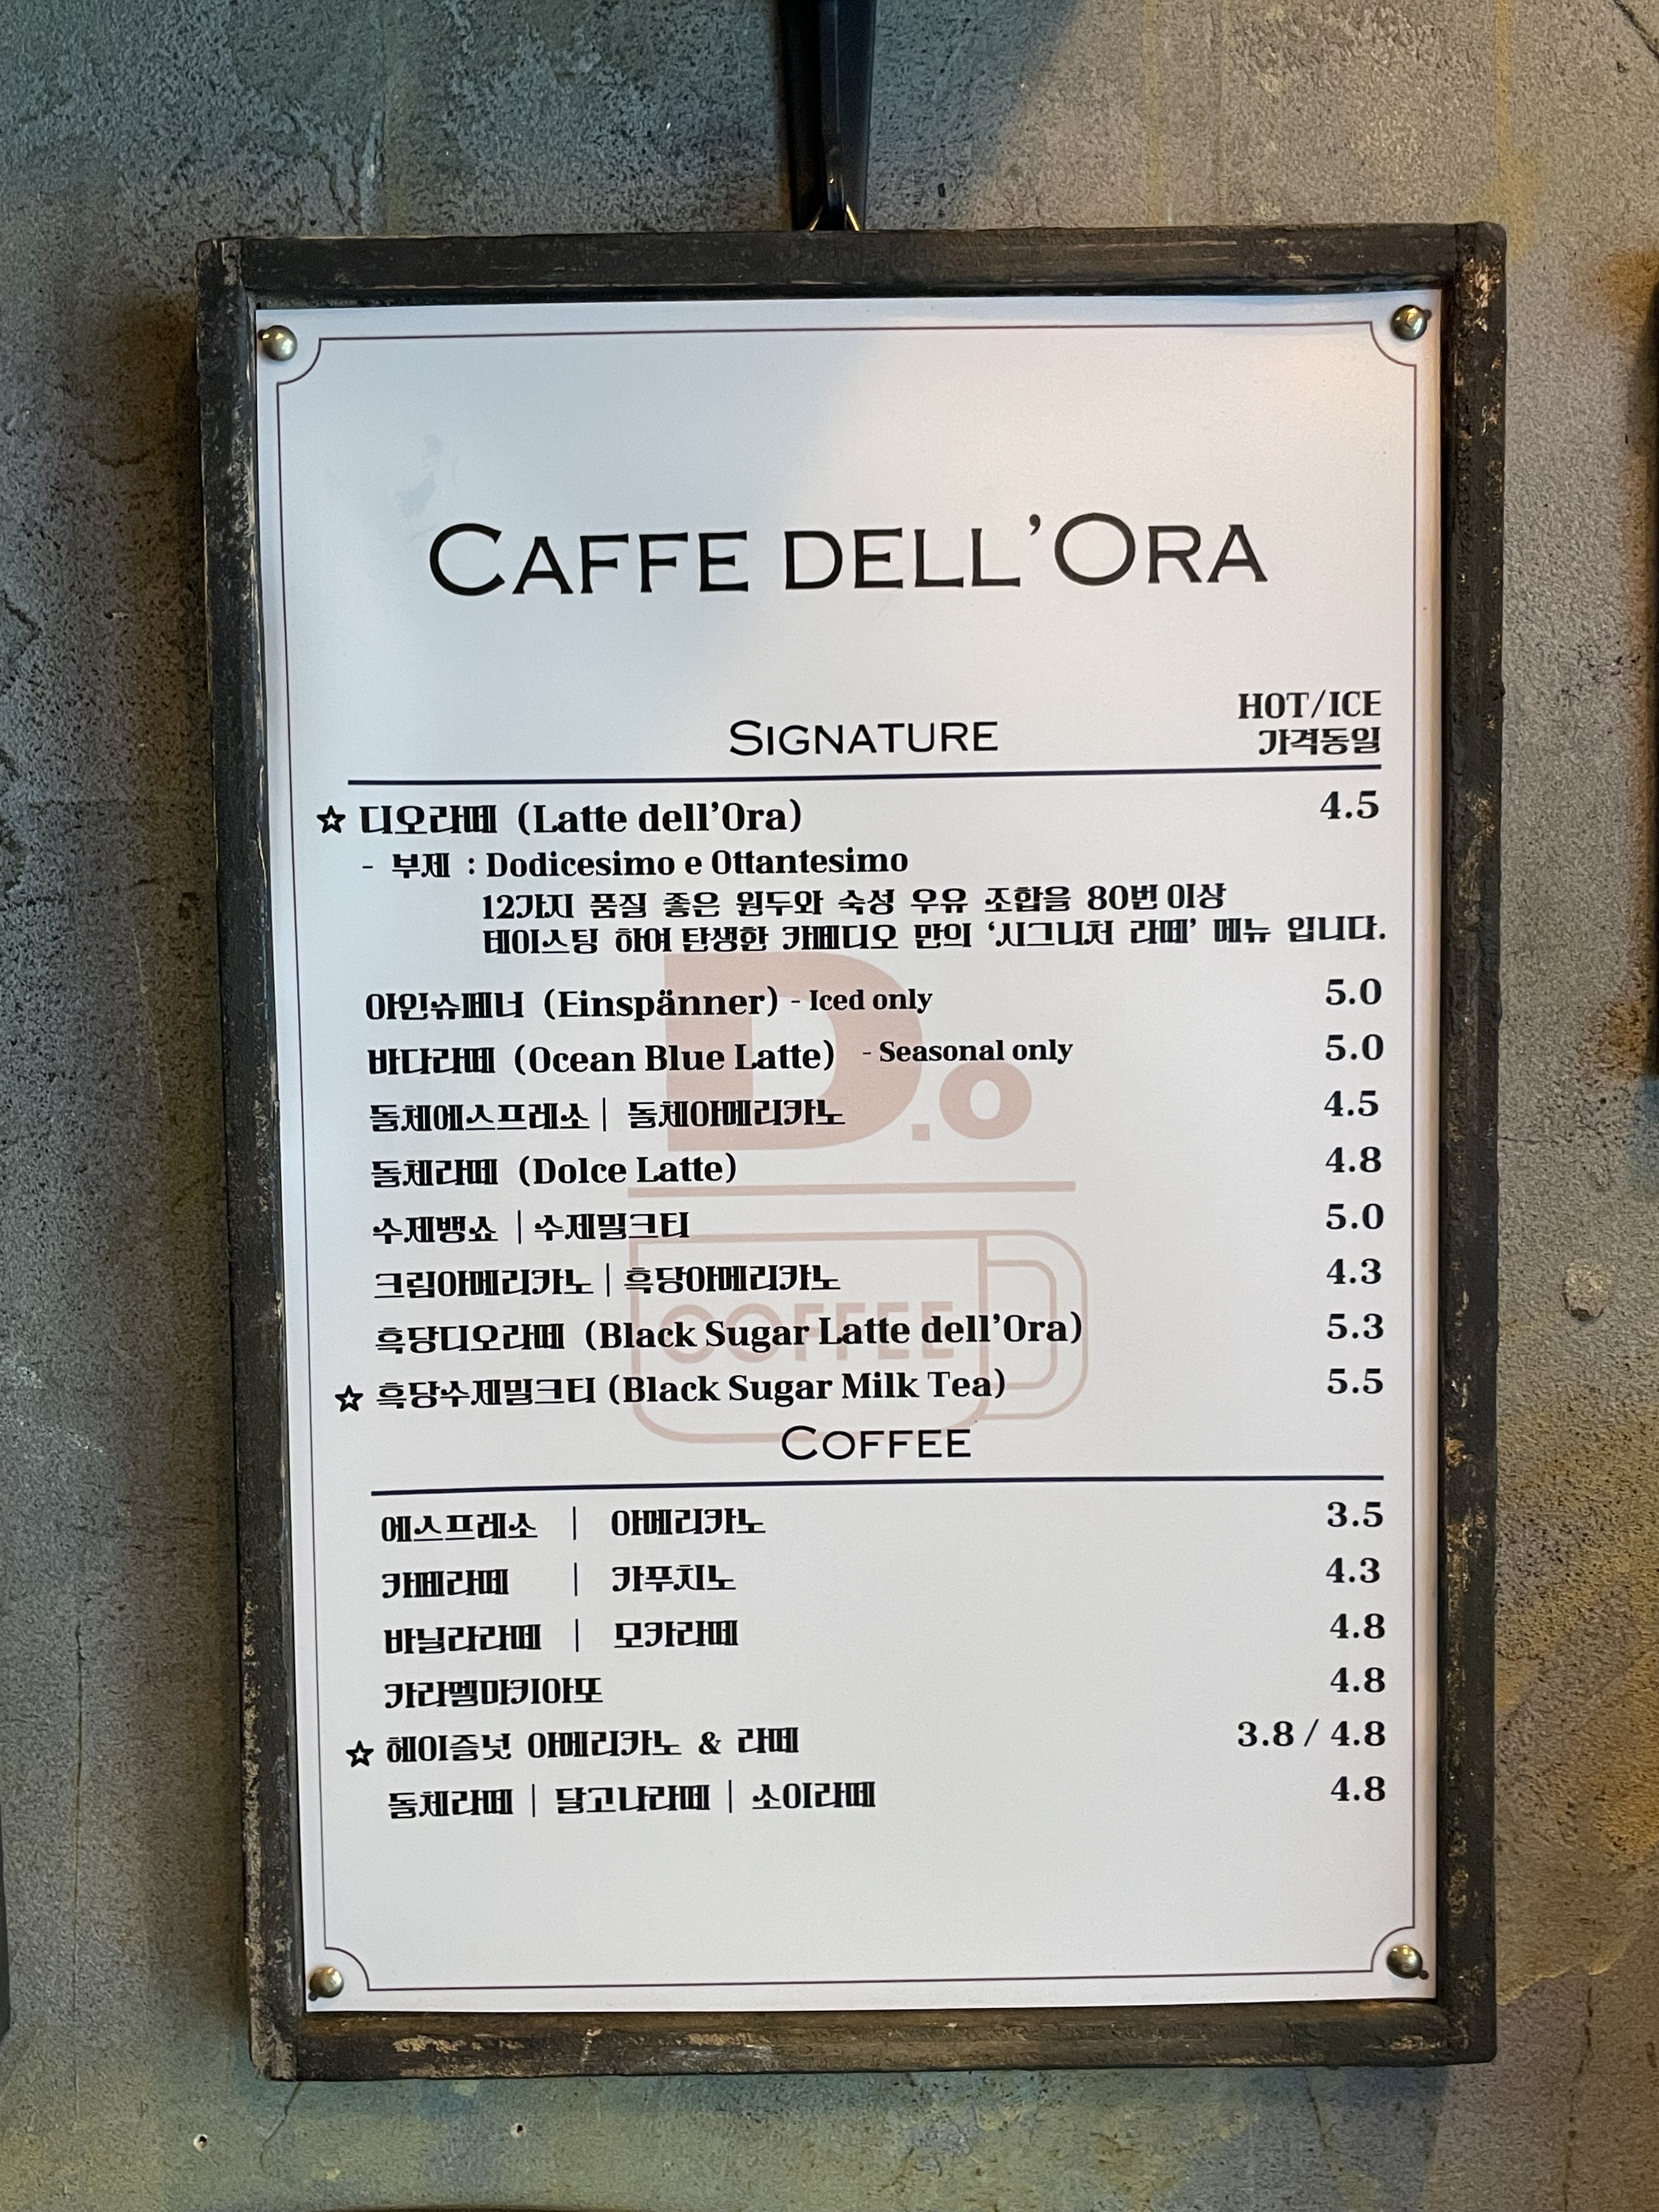 CAFFE DELL'ORA
SIGNATURE
HOT/ICE
가격동일
☆ 디오라떼 (Latte dell'Ora) 4.5
- 부제 : Dodicesimo e Ottantesimo
12가지 품질 좋은 원두와 숙성 우유 조합을 80번 이상
테이스팅 하여 탄생한 카페디오 만의 '시그니처 라떼' 메뉴 입니다.
아인슈페너 (Einspänner) - Iced only 5.0
바다라떼 (Ocean Blue Latte) - Seasonal only 5.0
돌체에스프레소 | 돌체아메리카노 4.5
돌체라떼 (Dolce Latte) 4.8
수제뱅쇼 | 수제밀크티 5.0
크림아메리카노 | 흑당아메리카노 4.3
흑당디오라떼 (Black Sugar Latte dell'Ora) 5.3
☆ 흑당수제밀크티 (Black Sugar Milk Tea) 5.5
D.o
COFFEE
COFFEE
에스프레소 | 아메리카노 3.5
카페라떼 | 카푸치노 4.3
바닐라라떼 | 모카라떼 4.8
카라멜마키아또 4.8
☆ 헤이즐넛 아메리카노 & 라떼 3.8 / 4.8
돌체라떼 | 달고나라떼 | 소이라떼 4.8